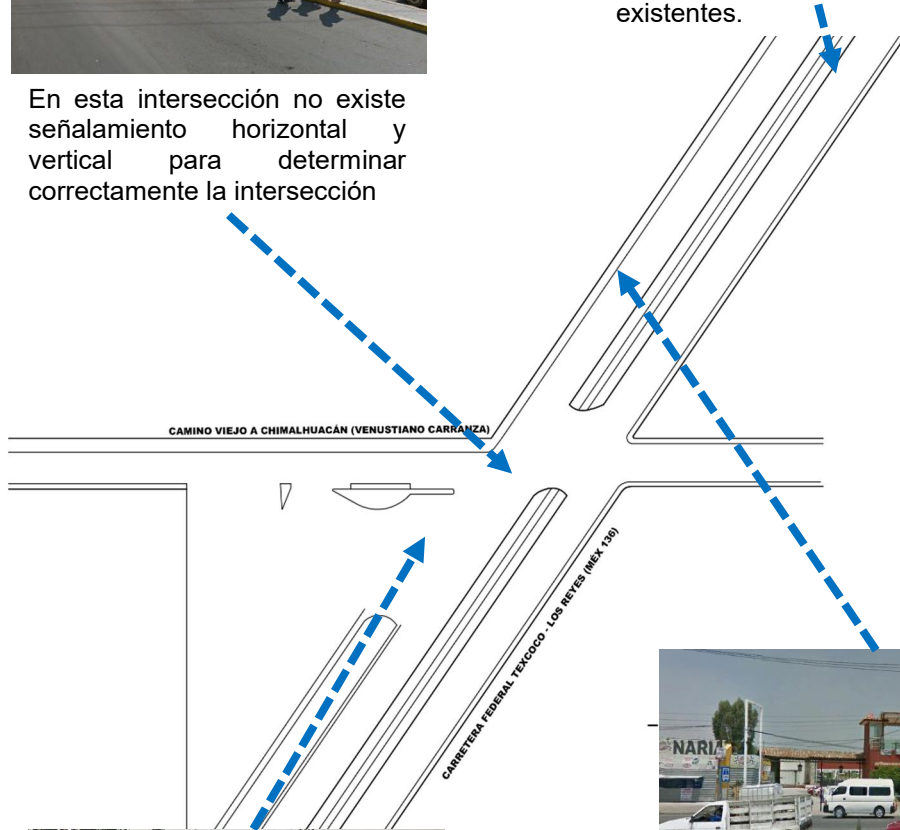 existentes.
En esta intersección no existe
señalamiento horizontal y
vertical para determinar
correctamente la intersección
CAMINO VIEJO A CHIMALHUACÁN (VENUSTIANO CARRANZA)
CARRETERA FEDERAL TEXCOCO - LOS REYES (MÉX 136)
NARIA